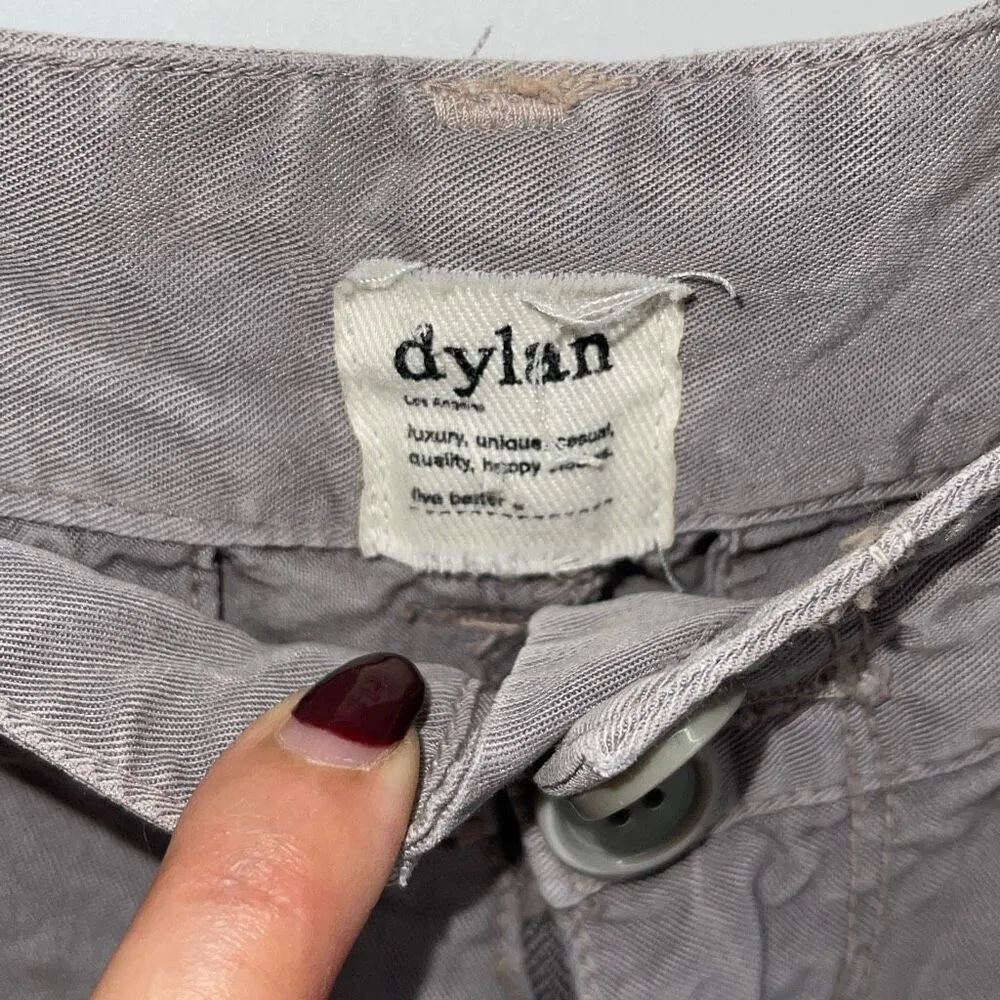 dylan
Los Angeles
luxury, unique, casual,
quality, happy
live better